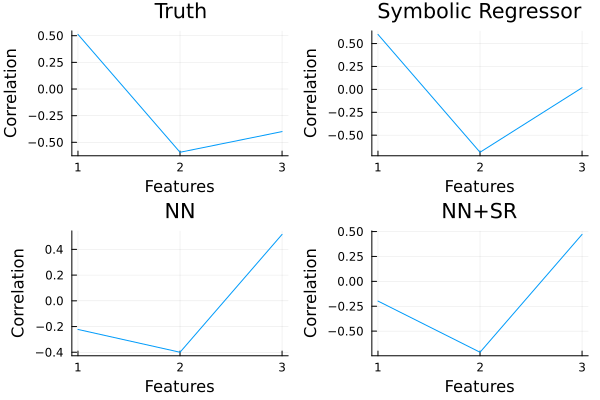 Truth
Correlation
0.50
0.25
0.00
−0.25
−0.50
1
2
3
Features
Symbolic Regressor
Correlation
0.50
0.25
0.00
−0.25
−0.50
1
2
3
Features
NN
Correlation
0.4
0.2
0.0
−0.2
−0.4
1
2
3
Features
NN+SR
Correlation
0.50
0.25
0.00
−0.25
−0.50
1
2
3
Features